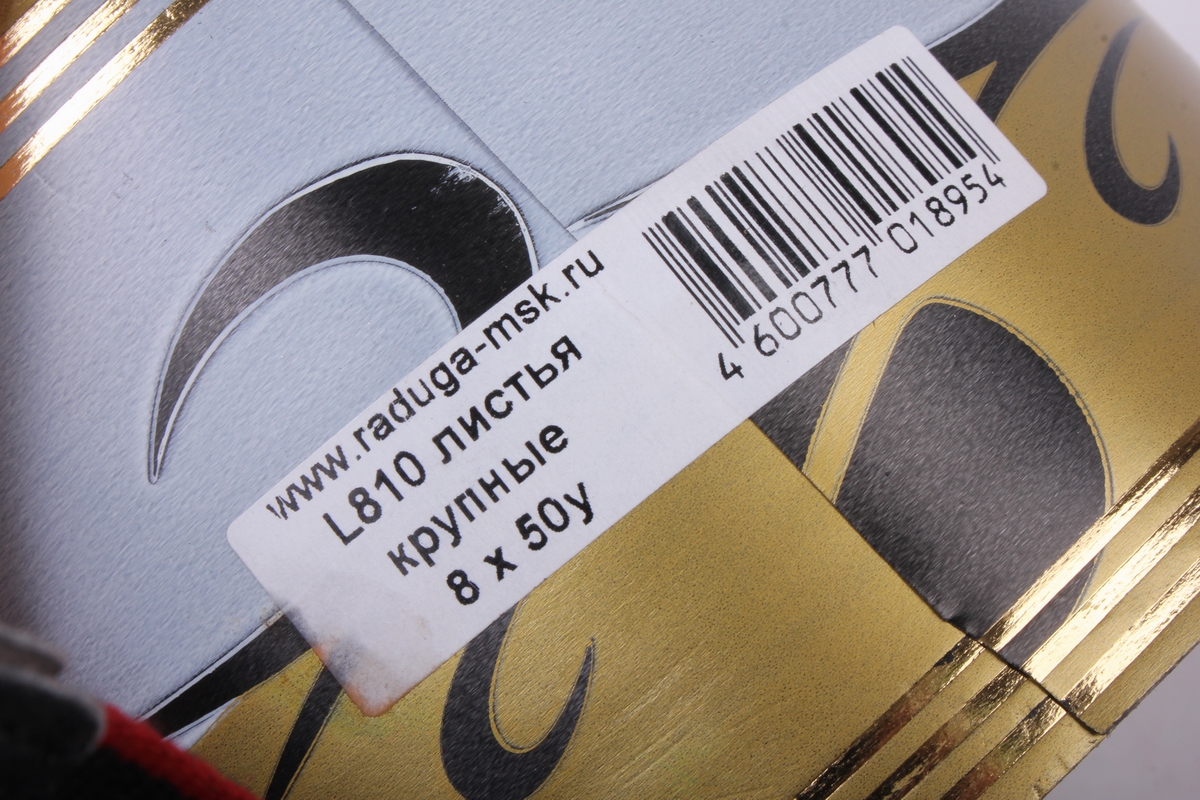 www.raduga-msk.ru
L810 листья
крупные
8 x 50y
4 600777 018954